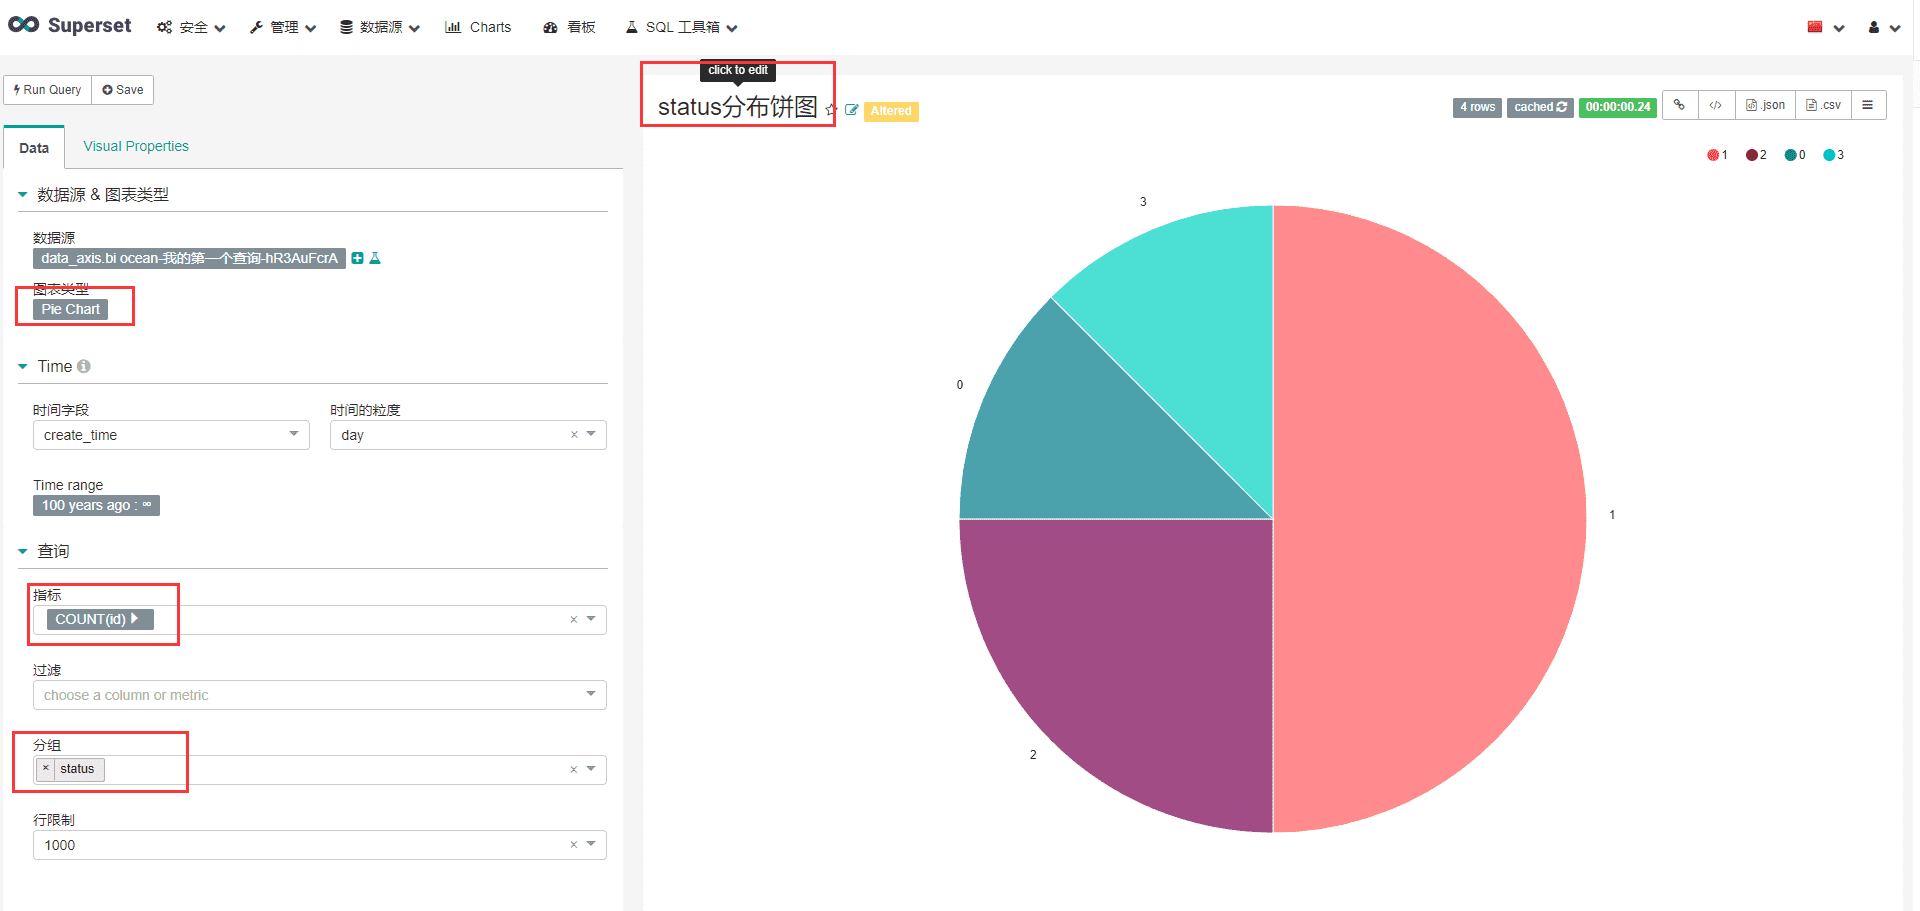 Superset 安全 管理 数据源 Charts 看板 SQL 工具箱
Run Query Save
click to edit
status分布饼图 Altered
4 rows cached 00:00:00.24 .json .csv
Data Visual Properties
1 2 0 3
数据源 & 图表类型
数据源
data_axis.bi ocean-我的第一个查询-hR3AuFcrA
图表类型
Pie Chart
Time
时间字段 时间的粒度
create_time × day
Time range
100 years ago : ∞
查询
指标
COUNT(id) ×
过滤
choose a column or metric
分组
× status ×
行限制
1000 ×
3
0
1
2